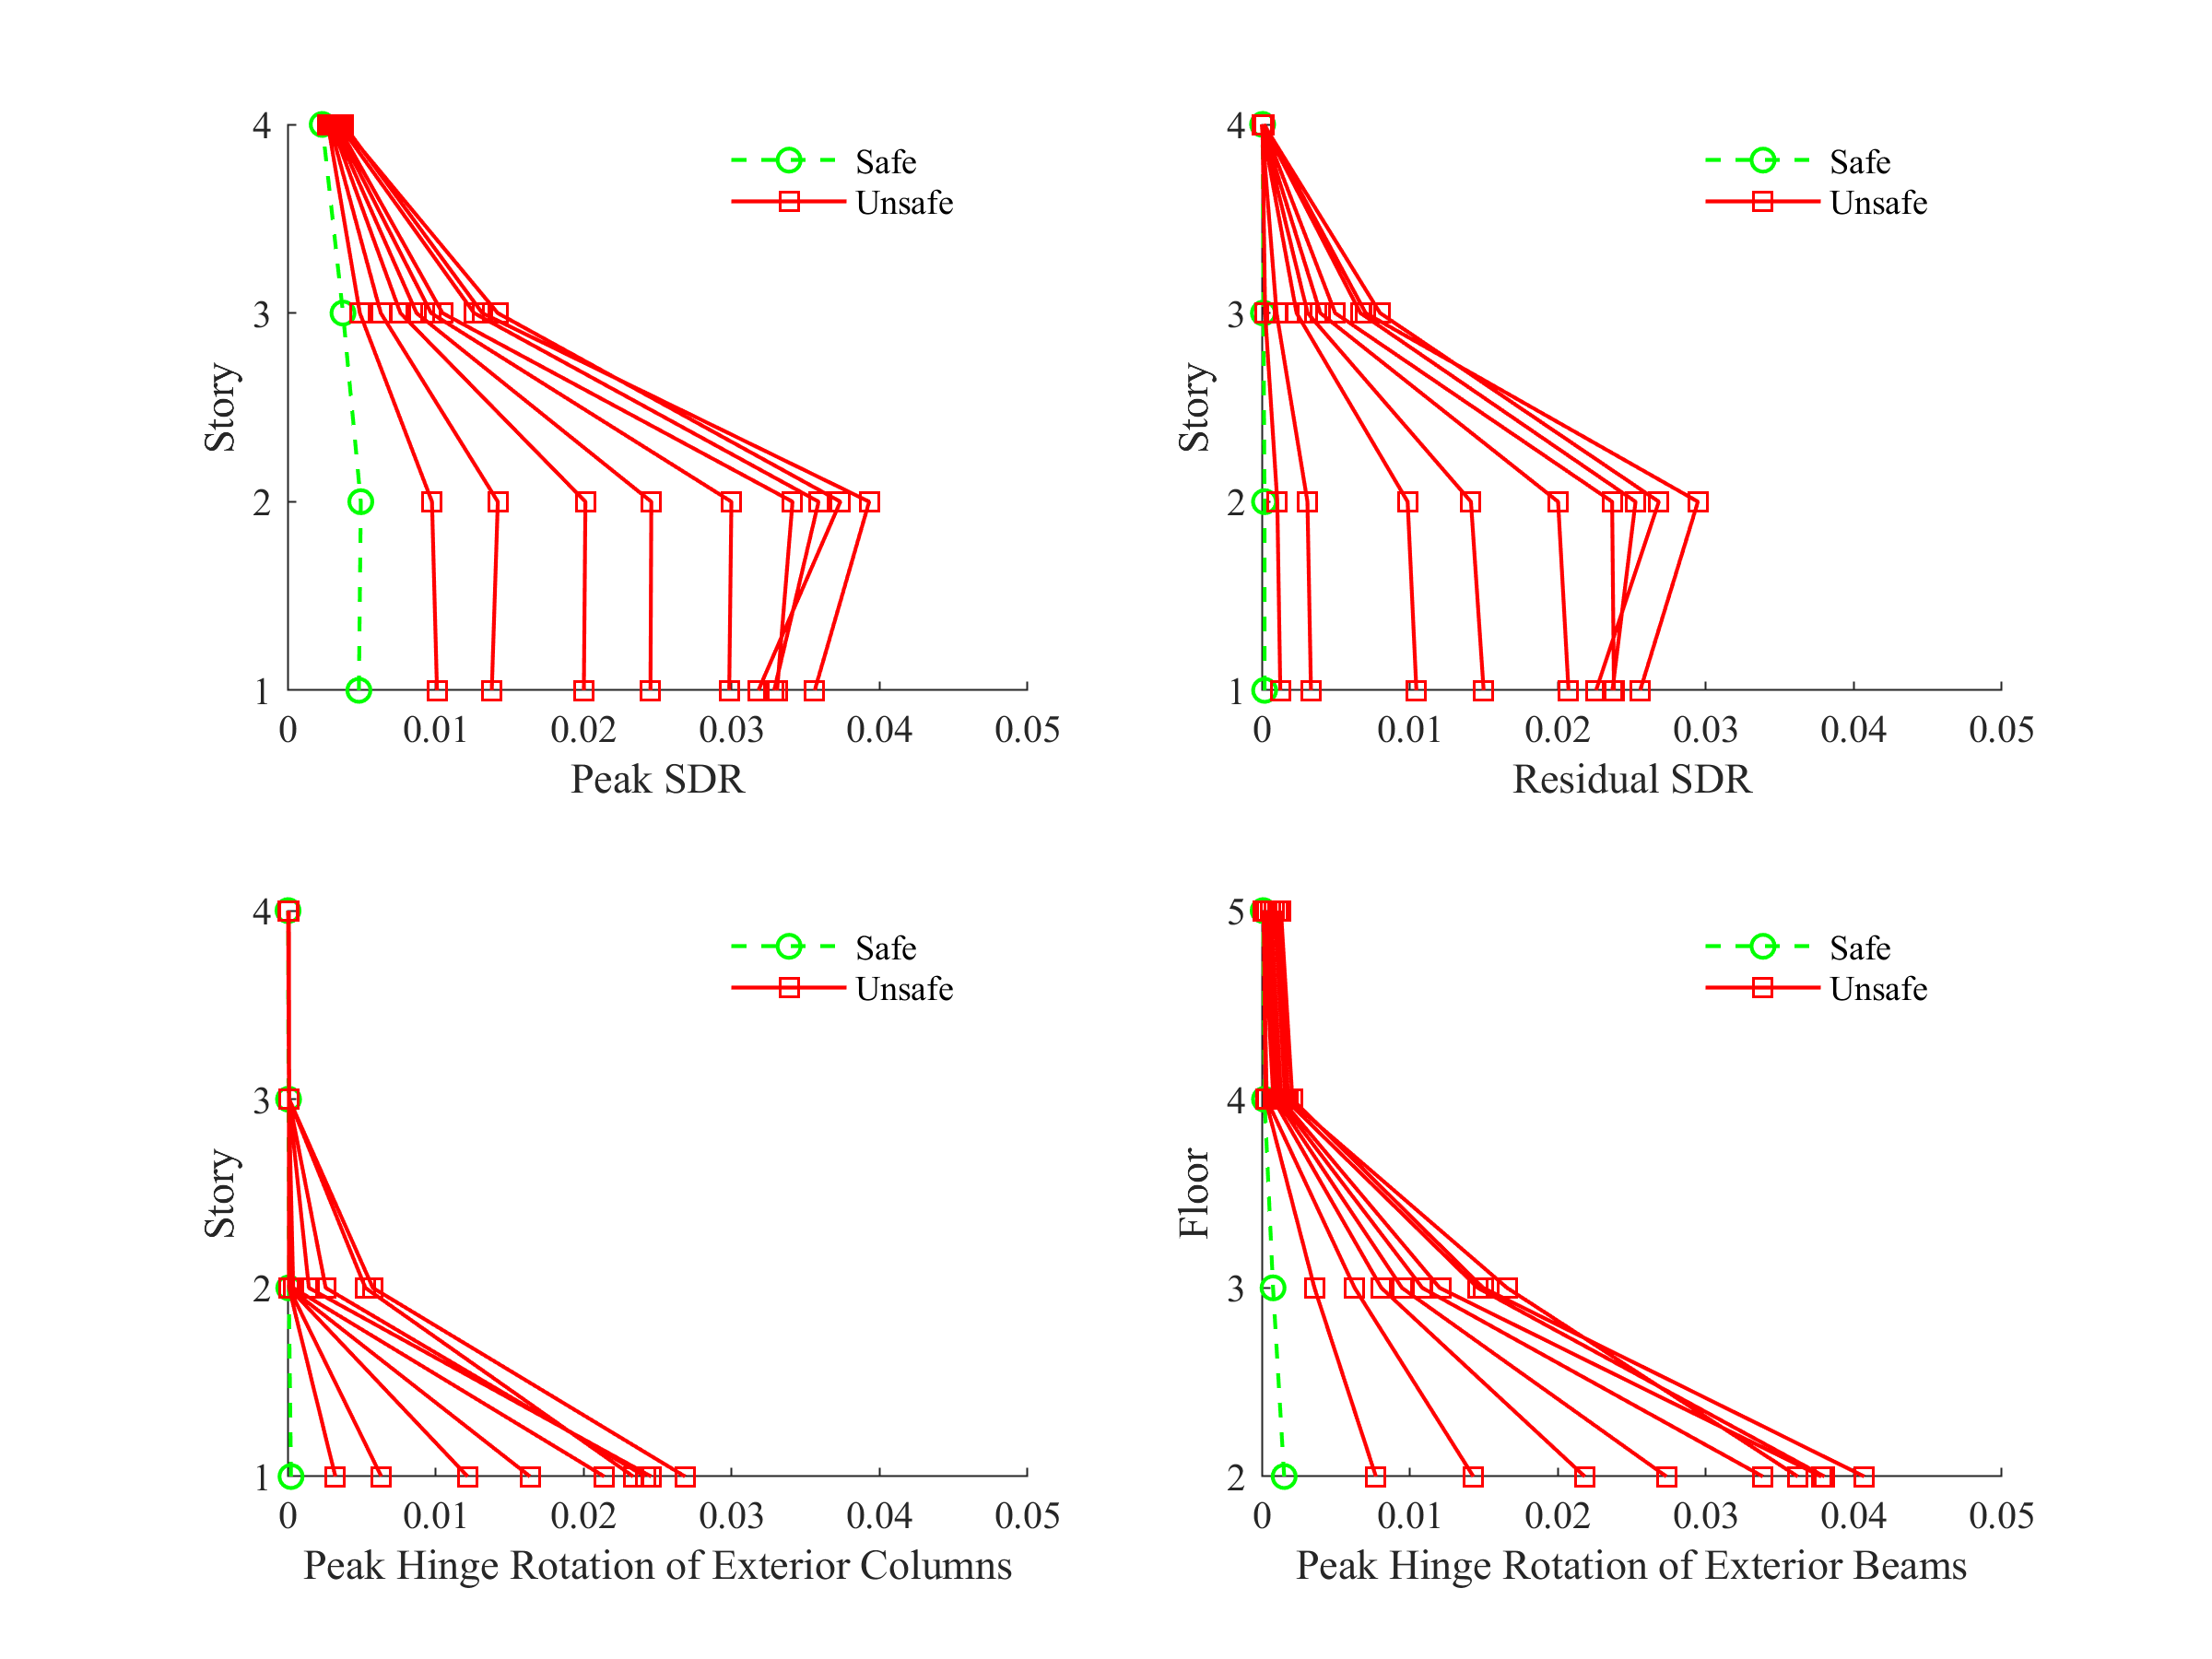 4
3
2
1
Story
0 0.01 0.02 0.03 0.04 0.05
Peak SDR
Safe
Unsafe
4
3
2
1
Story
0 0.01 0.02 0.03 0.04 0.05
Residual SDR
Safe
Unsafe
4
3
2
1
Story
0 0.01 0.02 0.03 0.04 0.05
Peak Hinge Rotation of Exterior Columns
Safe
Unsafe
5
4
3
2
Floor
0 0.01 0.02 0.03 0.04 0.05
Peak Hinge Rotation of Exterior Beams
Safe
Unsafe